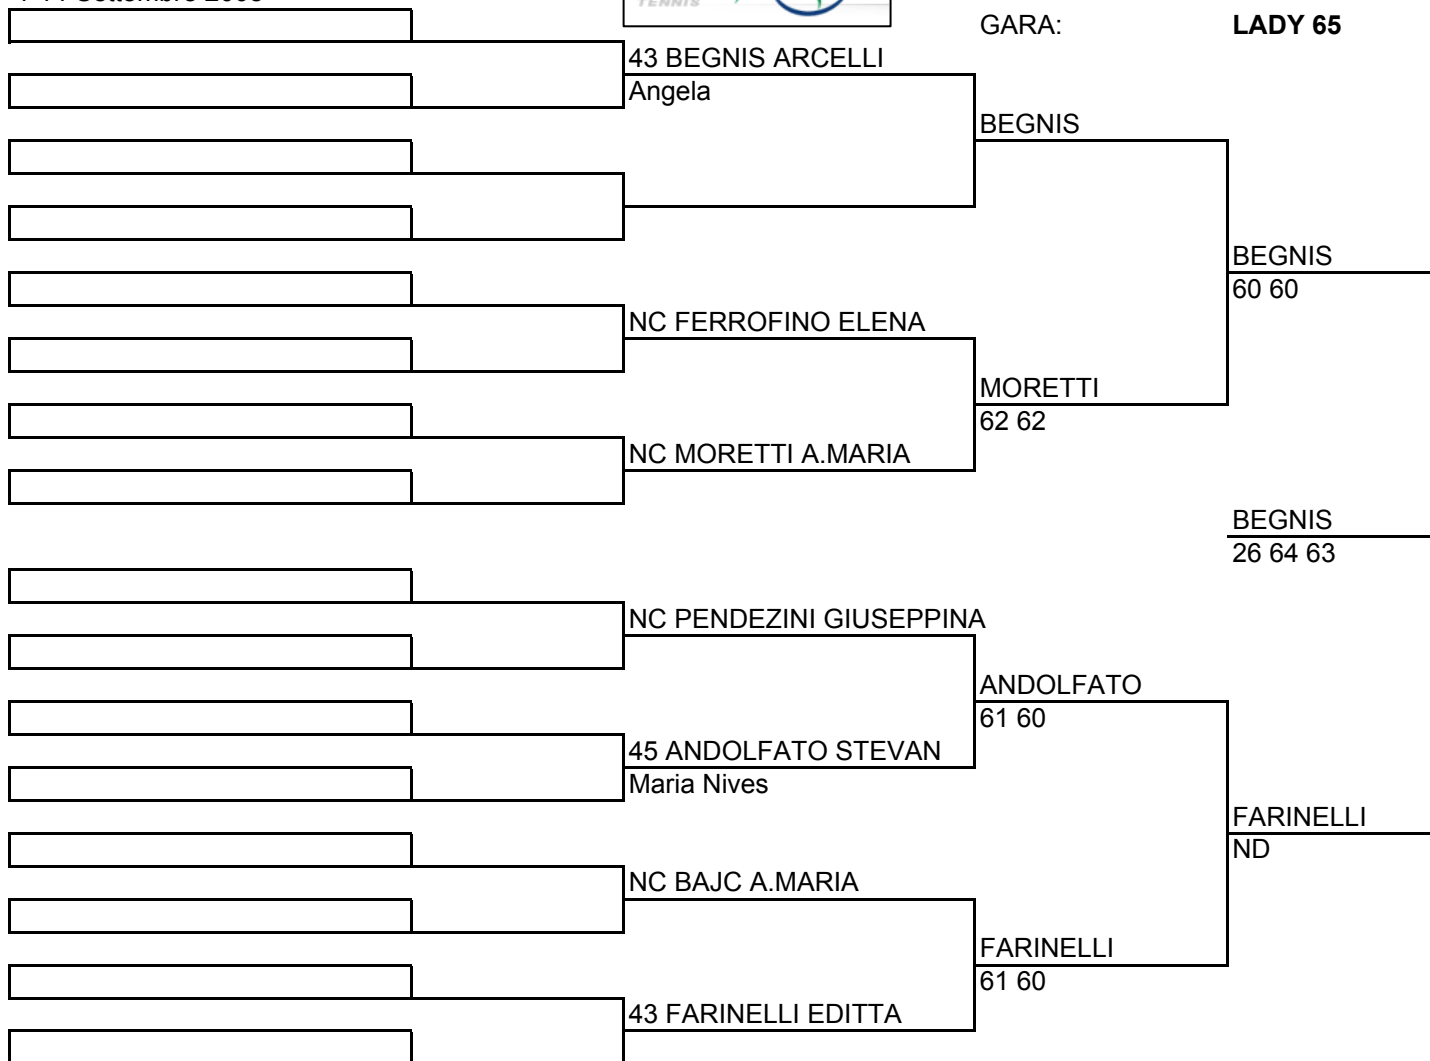 TENNIS
GARA: LADY 65
43 BEGNIS ARCELLI
Angela
BEGNIS
BEGNIS
60 60
NC FERROFINO ELENA
MORETTI
62 62
NC MORETTI A.MARIA
BEGNIS
26 64 63
NC PENDEZINI GIUSEPPINA
ANDOLFATO
61 60
45 ANDOLFATO STEVAN
Maria Nives
FARINELLI
ND
NC BAJC A.MARIA
FARINELLI
61 60
43 FARINELLI EDITTA